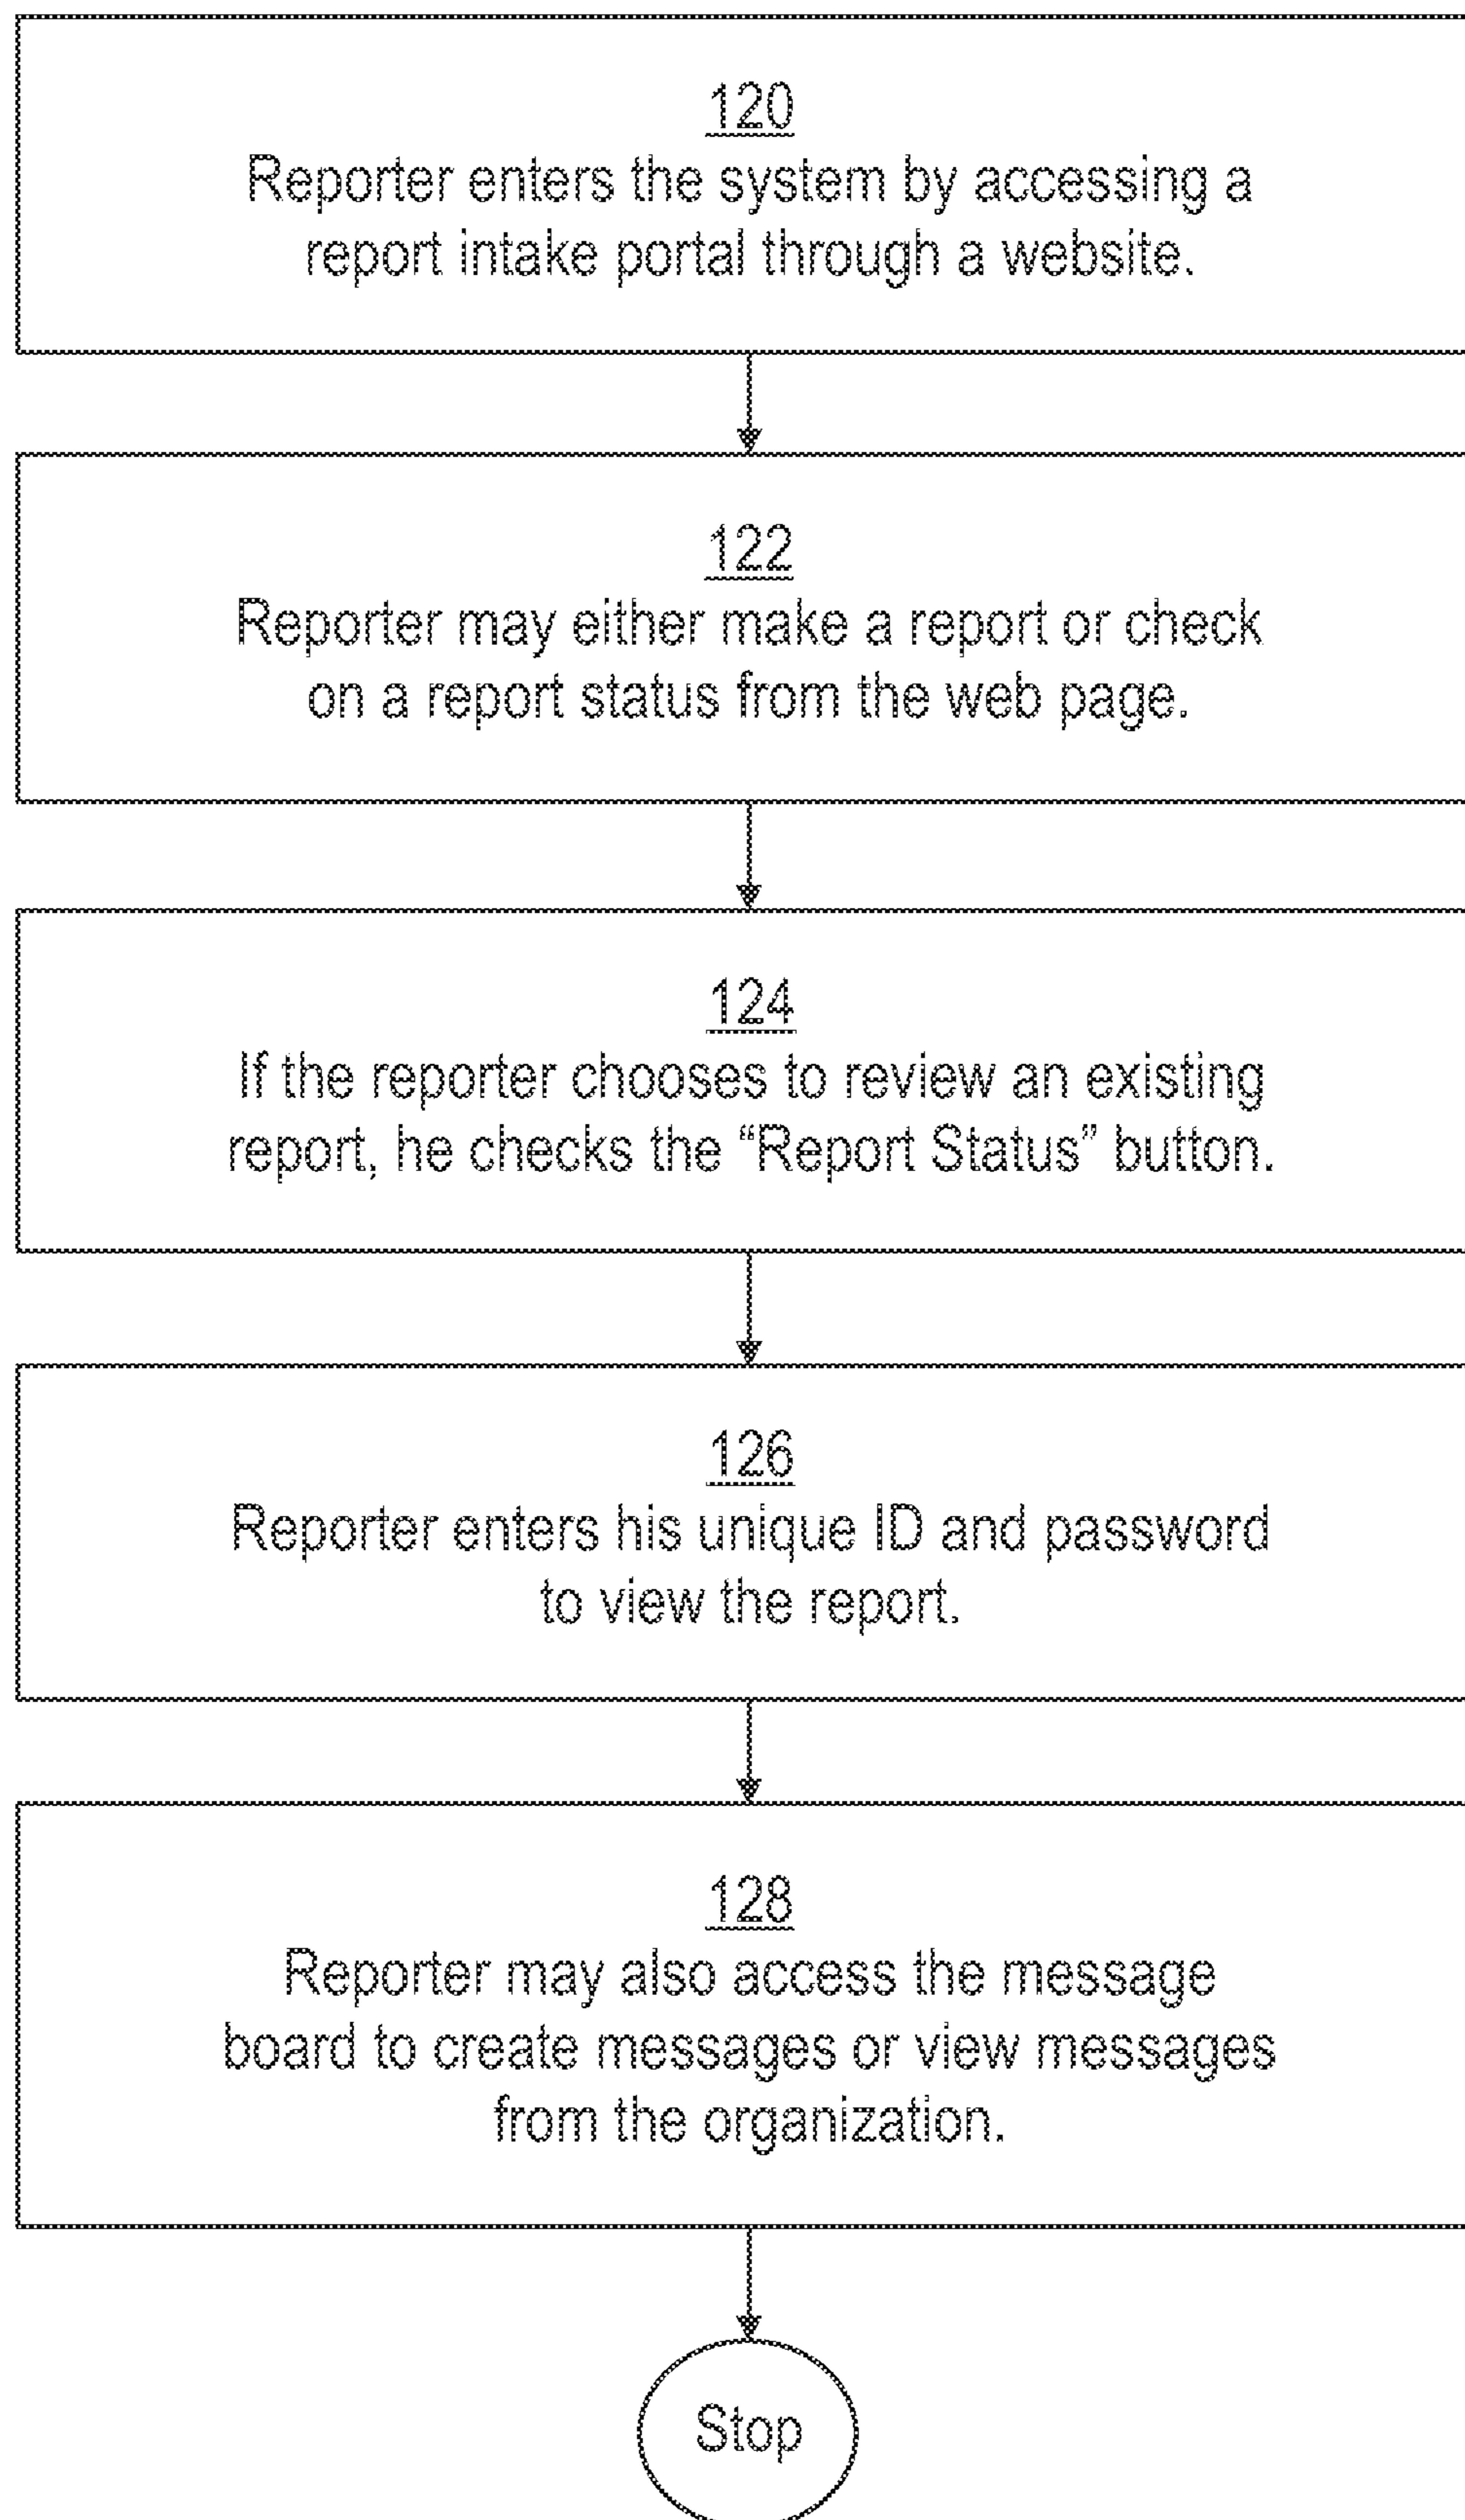 120
Reporter enters the system by accessing a
report intake portal through a website.
122
Reporter may either make a report or check
on a report status from the web page.
124
If the reporter chooses to review an existing
report, he checks the “Report Status” button.
126
Reporter enters his unique ID and password
to view the report.
128
Reporter may also access the message
board to create messages or view messages
from the organization.
Stop